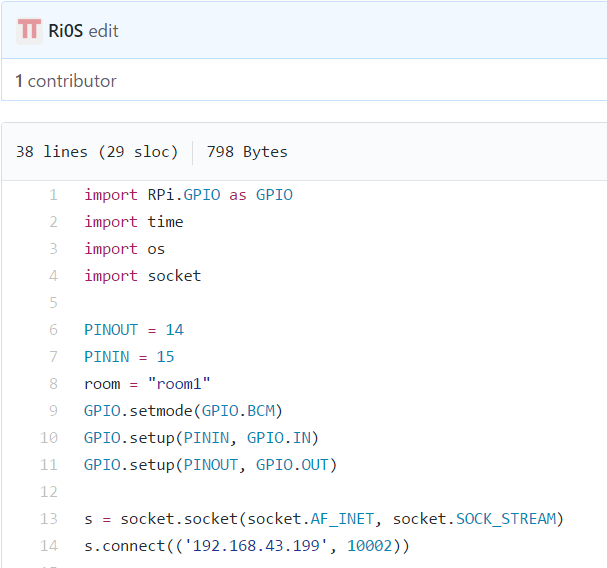 Ri0S edit
1 contributor
38 lines (29 sloc) 798 Bytes
1 import RPi.GPIO as GPIO
2 import time
3 import os
4 import socket
5
6 PINOUT = 14
7 PININ = 15
8 room = "room1"
9 GPIO.setmode(GPIO.BCM)
10 GPIO.setup(PININ, GPIO.IN)
11 GPIO.setup(PINOUT, GPIO.OUT)
12
13 s = socket.socket(socket.AF_INET, socket.SOCK_STREAM)
14 s.connect(('192.168.43.199', 10002))